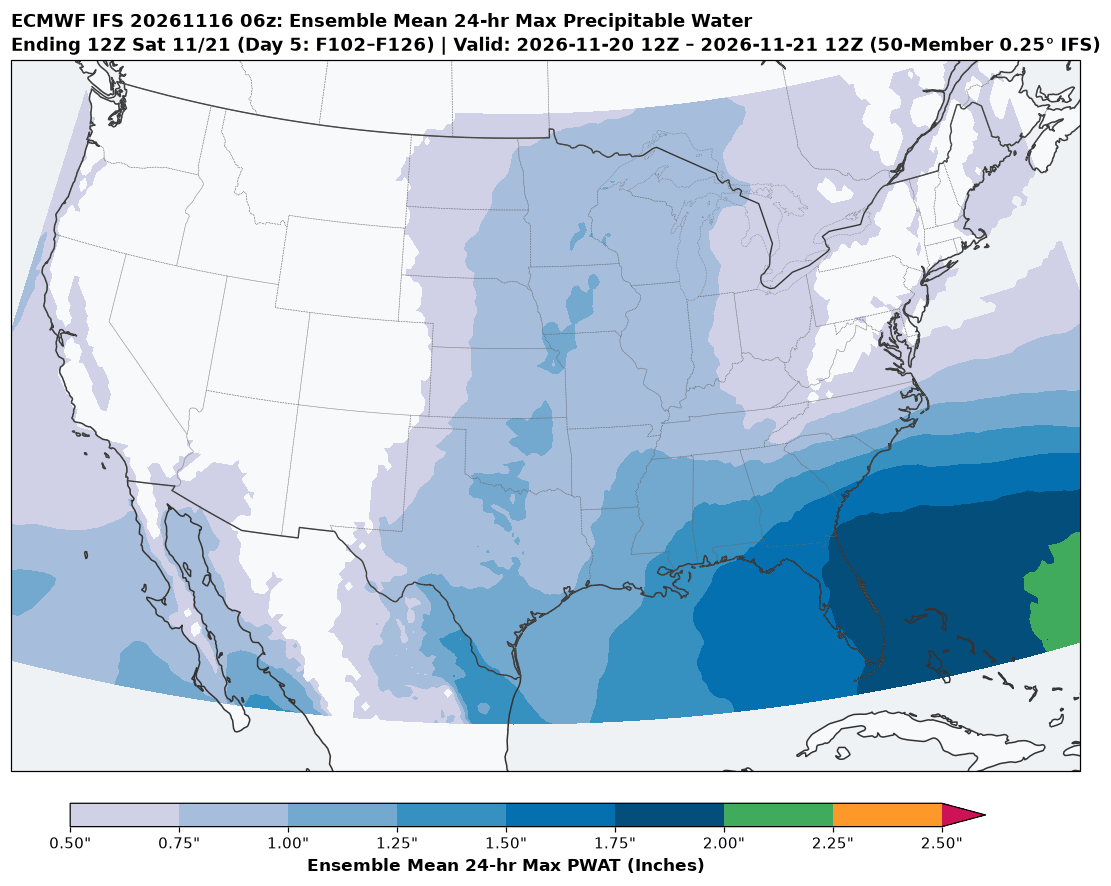 ECMWF IFS 20261116 06z: Ensemble Mean 24-hr Max Precipitable Water
Ending 12Z Sat 11/21 (Day 5: F102–F126) | Valid: 2026-11-20 12Z – 2026-11-21 12Z (50-Member 0.25° IFS)
0.50" 0.75" 1.00" 1.25" 1.50" 1.75" 2.00" 2.25" 2.50"
Ensemble Mean 24-hr Max PWAT (Inches)